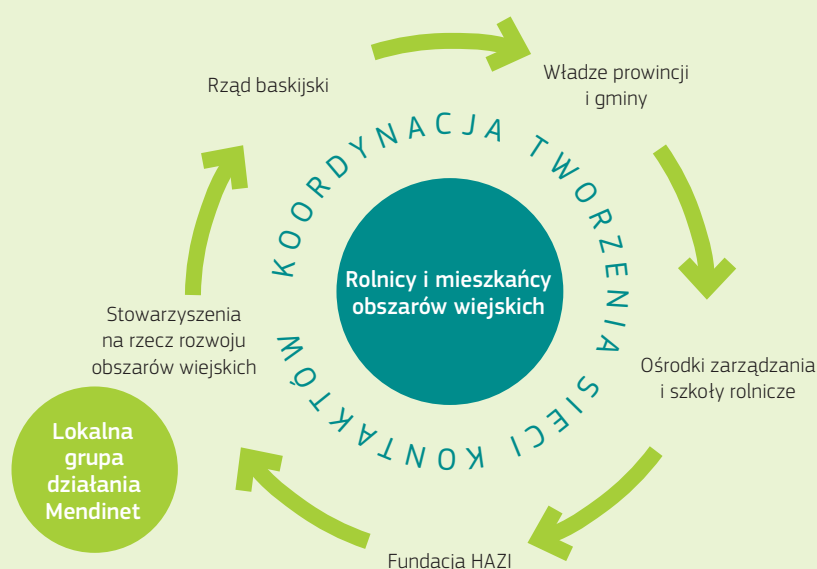 Rząd baskijski
Władze prowincji
i gminy
KOORDYNACJA TWORZENIA SIECI KONTAKTÓW
Rolnicy i mieszkańcy
obszarów wiejskich
Stowarzyszenia
na rzecz rozwoju
obszarów wiejskich
Ośrodki zarządzania
i szkoły rolnicze
Lokalna
grupa
działania
Mendinet
Fundacja HAZI